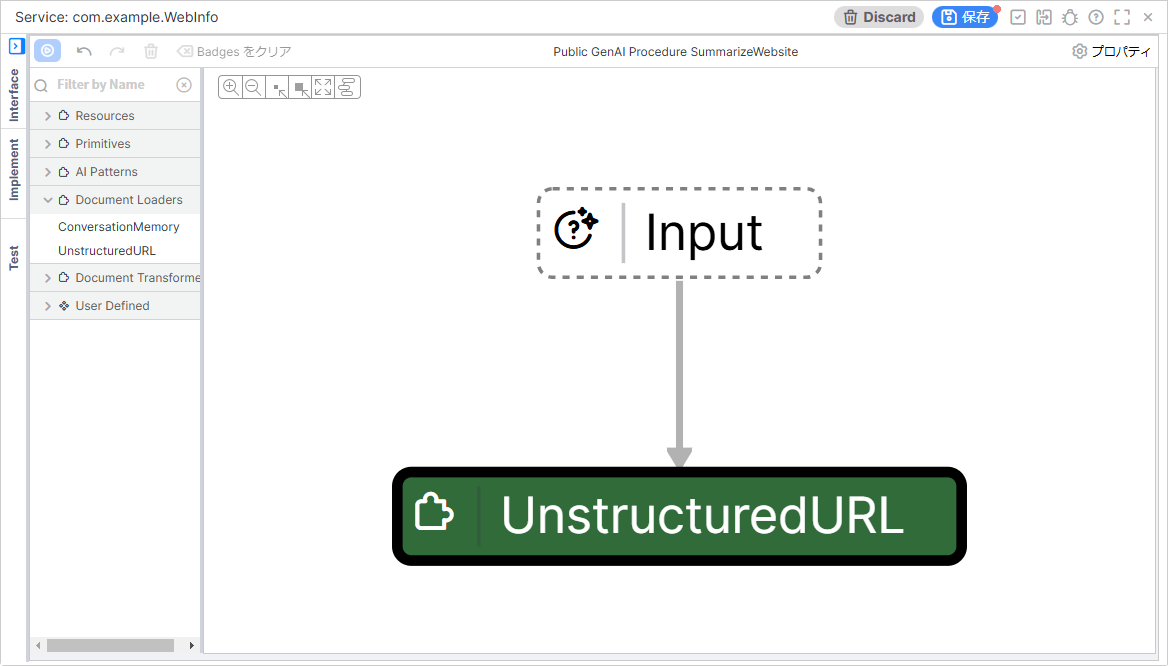 Service: com.example.WebInfo
Discard
保存
Badges をクリア
Public GenAI Procedure SummarizeWebsite
プロパティ
Interface
Implement
Test
Filter by Name
Resources
Primitives
AI Patterns
Document Loaders
ConversationMemory
UnstructuredURL
Document Transforme
User Defined
Input
UnstructuredURL